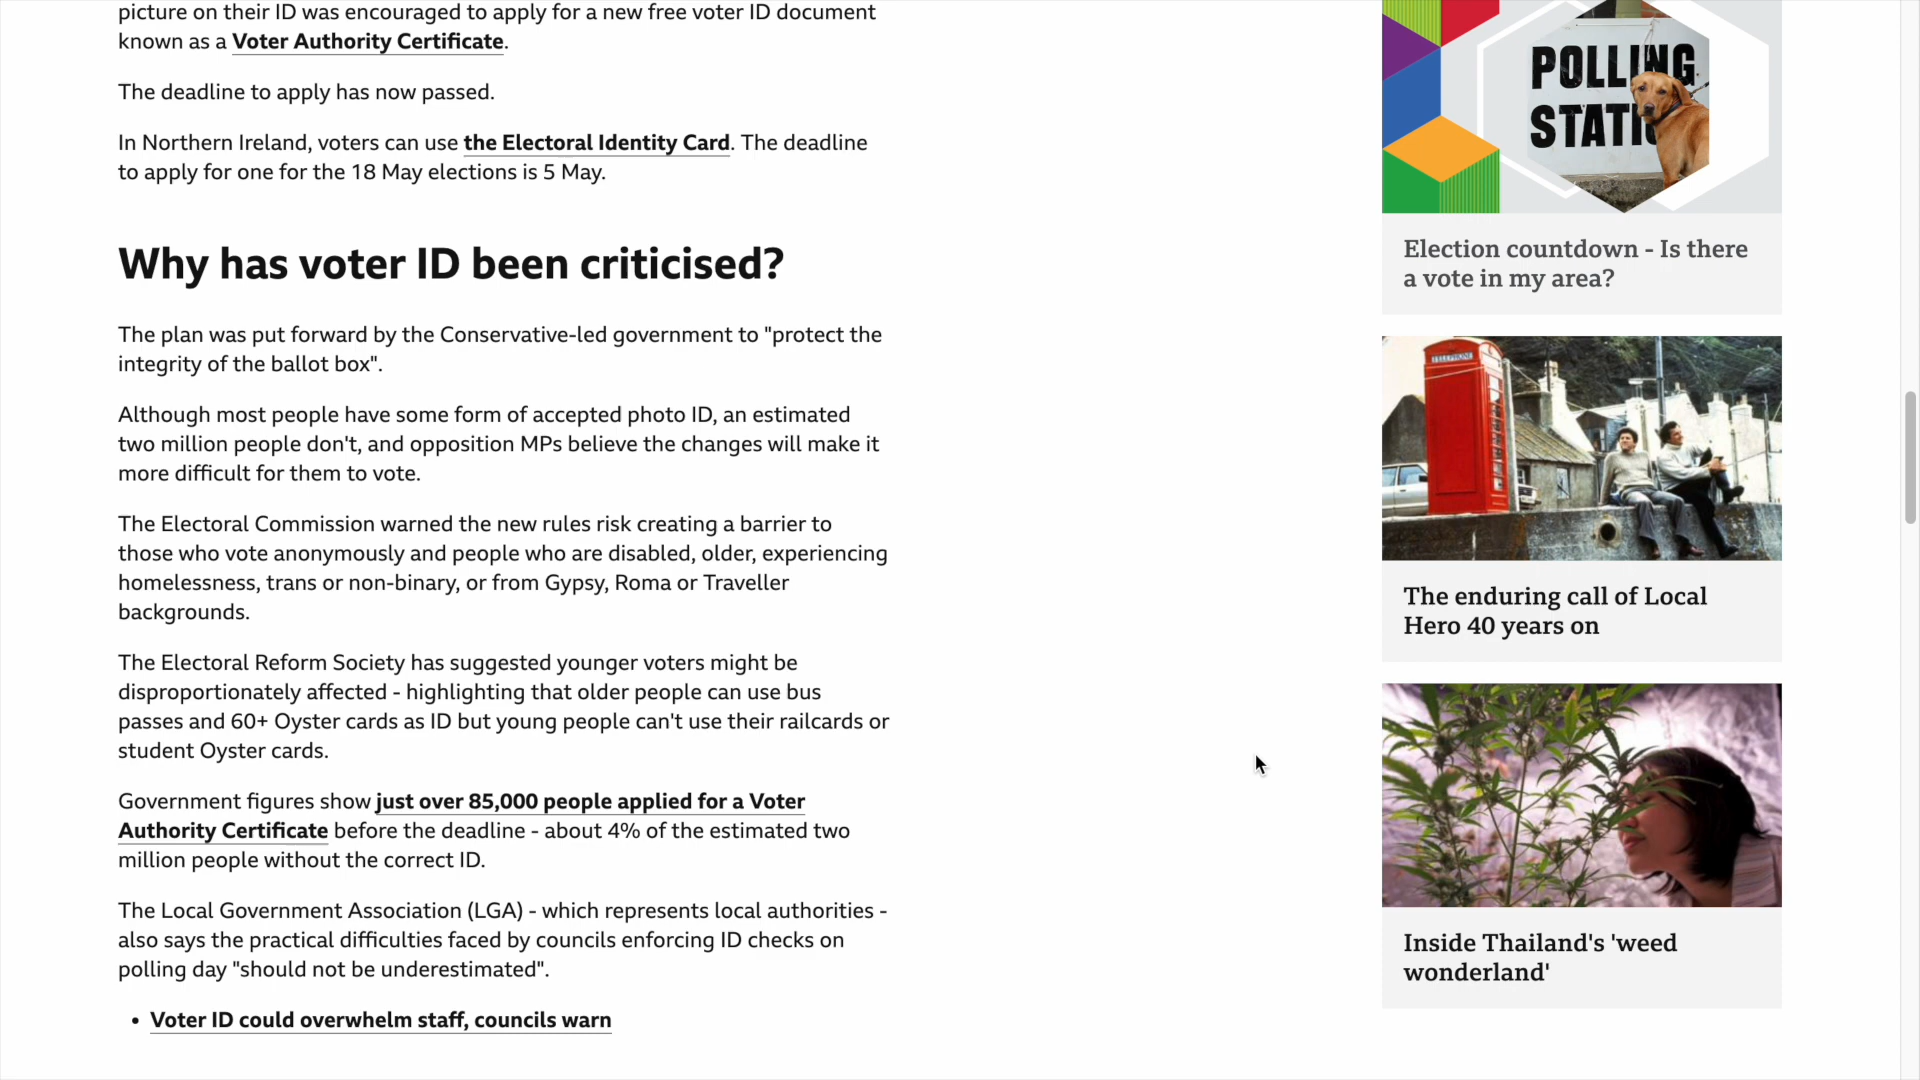 picture on their ID was encouraged to apply for a new free voter ID document
known as a Voter Authority Certificate.
The deadline to apply has now passed.
In Northern Ireland, voters can use the Electoral Identity Card. The deadline
to apply for one for the 18 May elections is 5 May.
Why has voter ID been criticised?
The plan was put forward by the Conservative-led government to "protect the
integrity of the ballot box".
Although most people have some form of accepted photo ID, an estimated
two million people don't, and opposition MPs believe the changes will make it
more difficult for them to vote.
The Electoral Commission warned the new rules risk creating a barrier to
those who vote anonymously and people who are disabled, older, experiencing
homelessness, trans or non-binary, or from Gypsy, Roma or Traveller
backgrounds.
The Electoral Reform Society has suggested younger voters might be
disproportionately affected - highlighting that older people can use bus
passes and 60+ Oyster cards as ID but young people can't use their railcards or
student Oyster cards.
Government figures show just over 85,000 people applied for a Voter
Authority Certificate before the deadline - about 4% of the estimated two
million people without the correct ID.
The Local Government Association (LGA) - which represents local authorities -
also says the practical difficulties faced by councils enforcing ID checks on
polling day "should not be underestimated".
• Voter ID could overwhelm staff, councils warn
POLLING
STATI
Election countdown - Is there
a vote in my area?
TELEPHONE
The enduring call of Local
Hero 40 years on
Inside Thailand's 'weed
wonderland'